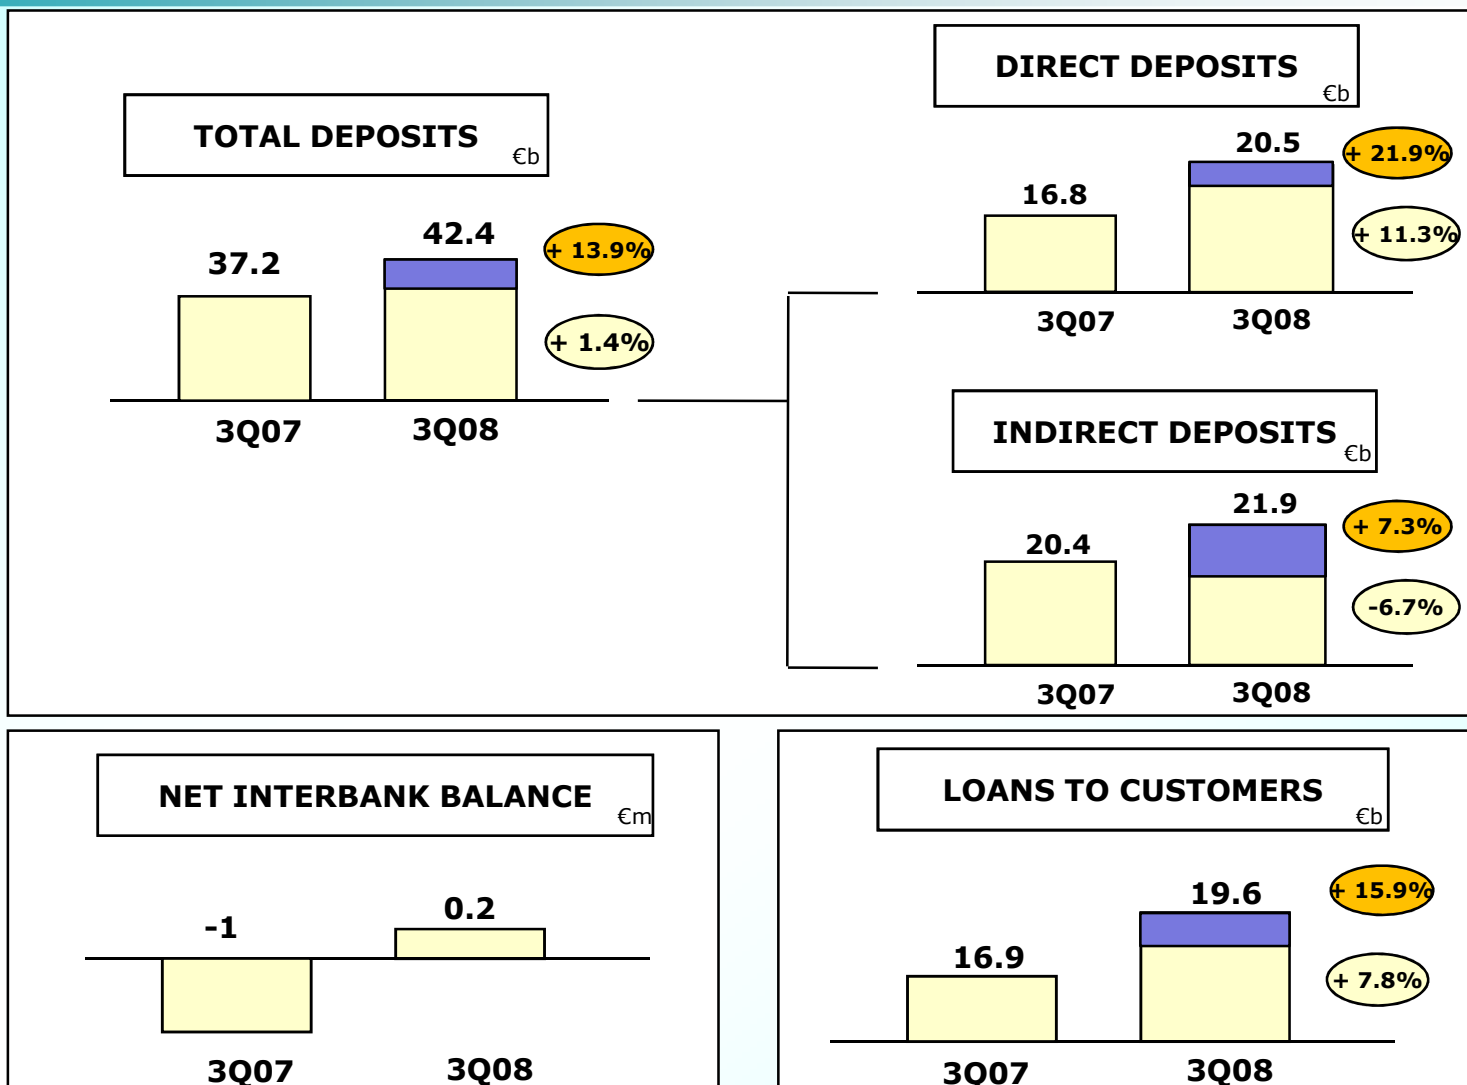 TOTAL DEPOSITS
€b
37.2
42.4
+ 13.9%
+ 1.4%
3Q07
3Q08
DIRECT DEPOSITS
€b
16.8
20.5
+ 21.9%
+ 11.3%
3Q07
3Q08
INDIRECT DEPOSITS
€b
20.4
21.9
+ 7.3%
-6.7%
3Q07
3Q08
NET INTERBANK BALANCE
€m
-1
0.2
3Q07
3Q08
LOANS TO CUSTOMERS
€b
16.9
19.6
+ 15.9%
+ 7.8%
3Q07
3Q08